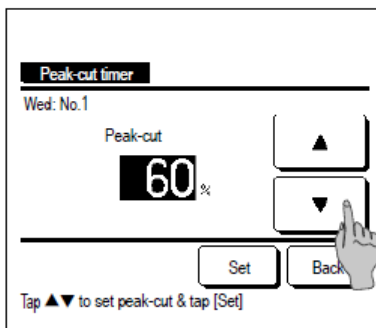 Peak-cut timer
Wed: No.1
Peak-cut
▲
60 %
▼
Set Back
Tap ▲▼ to set peak-cut & tap [Set]